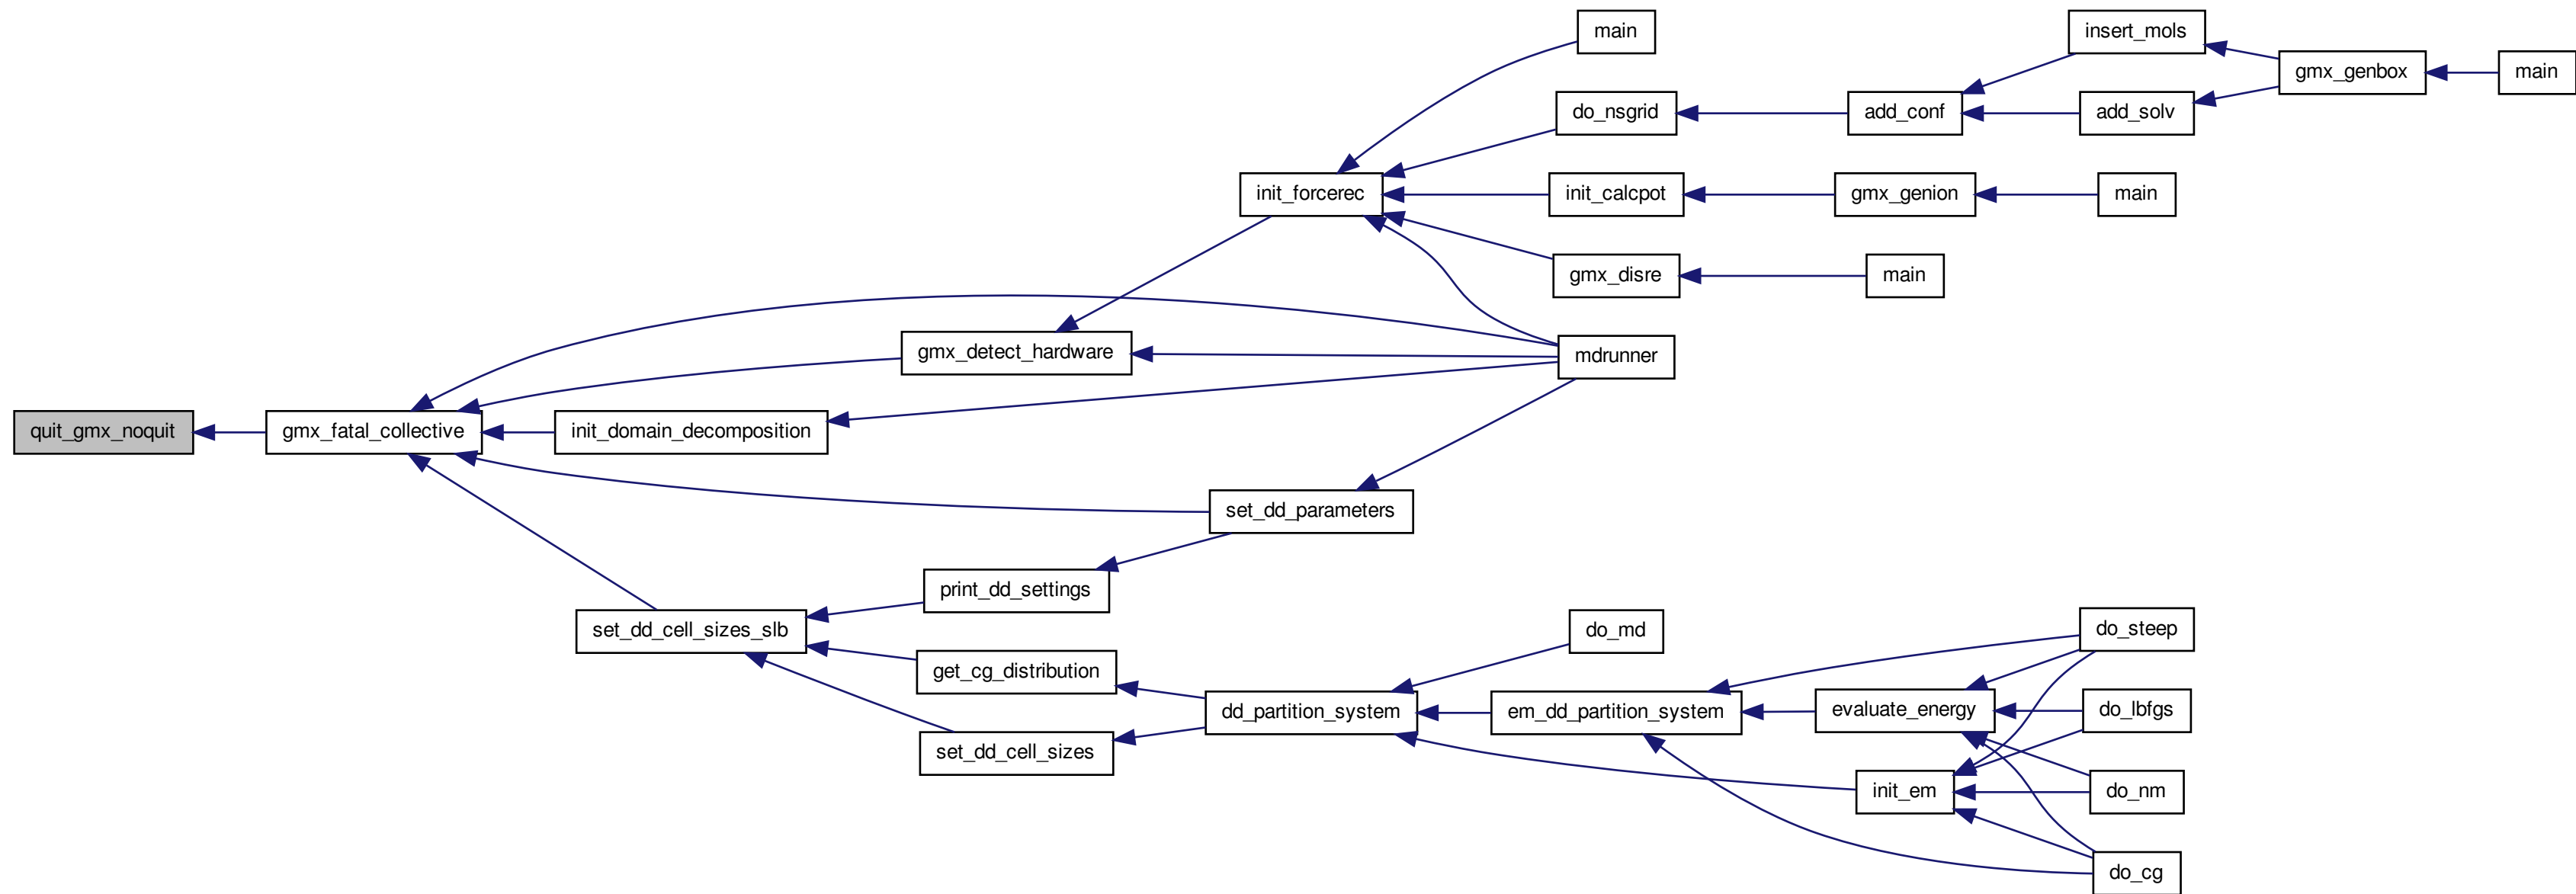 main
insert_mols
gmx_genbox
main
do_nsgrid
add_conf
add_solv
init_forcerec
init_calcpot
gmx_genion
main
gmx_disre
main
gmx_detect_hardware
mdrunner
quit_gmx_noquit
gmx_fatal_collective
init_domain_decomposition
set_dd_parameters
print_dd_settings
set_dd_cell_sizes_slb
do_md
do_steep
get_cg_distribution
dd_partition_system
em_dd_partition_system
evaluate_energy
do_lbfgs
set_dd_cell_sizes
init_em
do_nm
do_cg